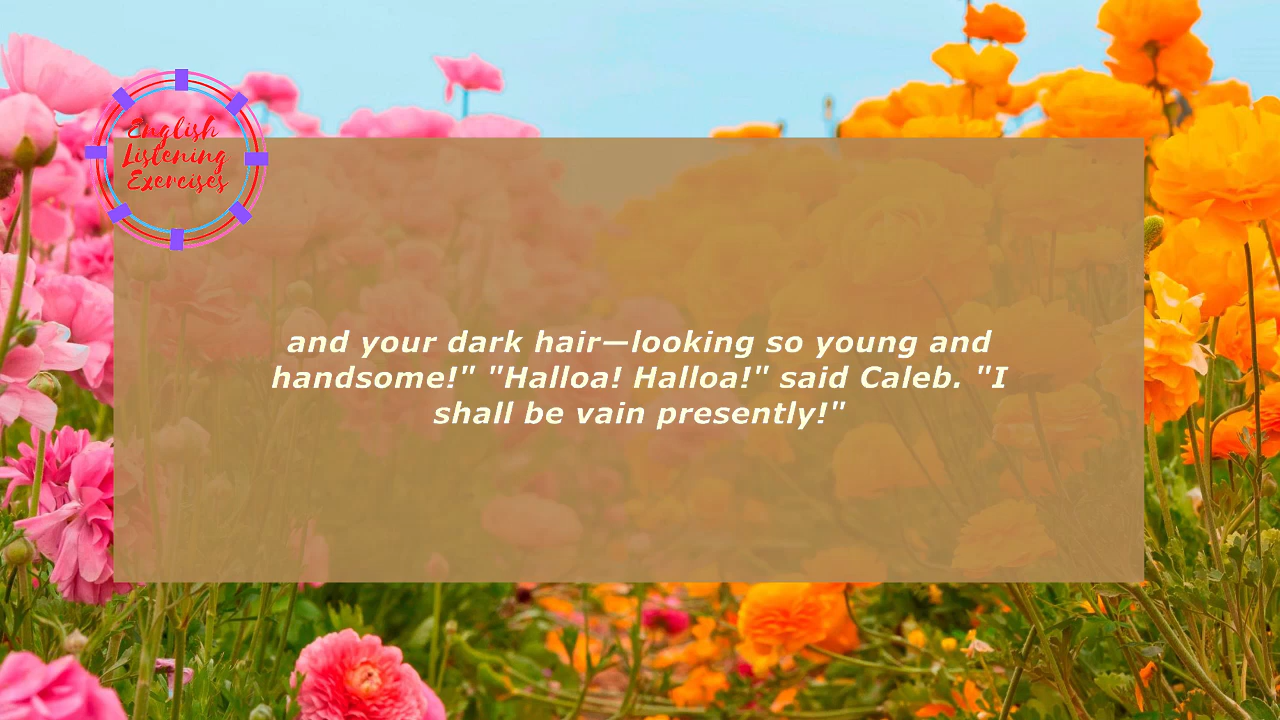 English
Listening
Exercises
and your dark hair—looking so young and
handsome!" "Halloa! Halloa!" said Caleb. "I
shall be vain presently!"